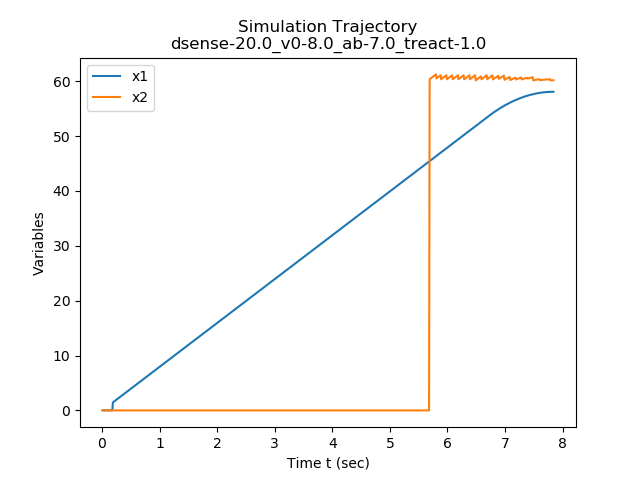 Simulation Trajectory
dsense-20.0_v0-8.0_ab-7.0_treact-1.0
x1
x2
60
50
40
30
20
10
0
Variables
0 1 2 3 4 5 6 7 8
Time t (sec)